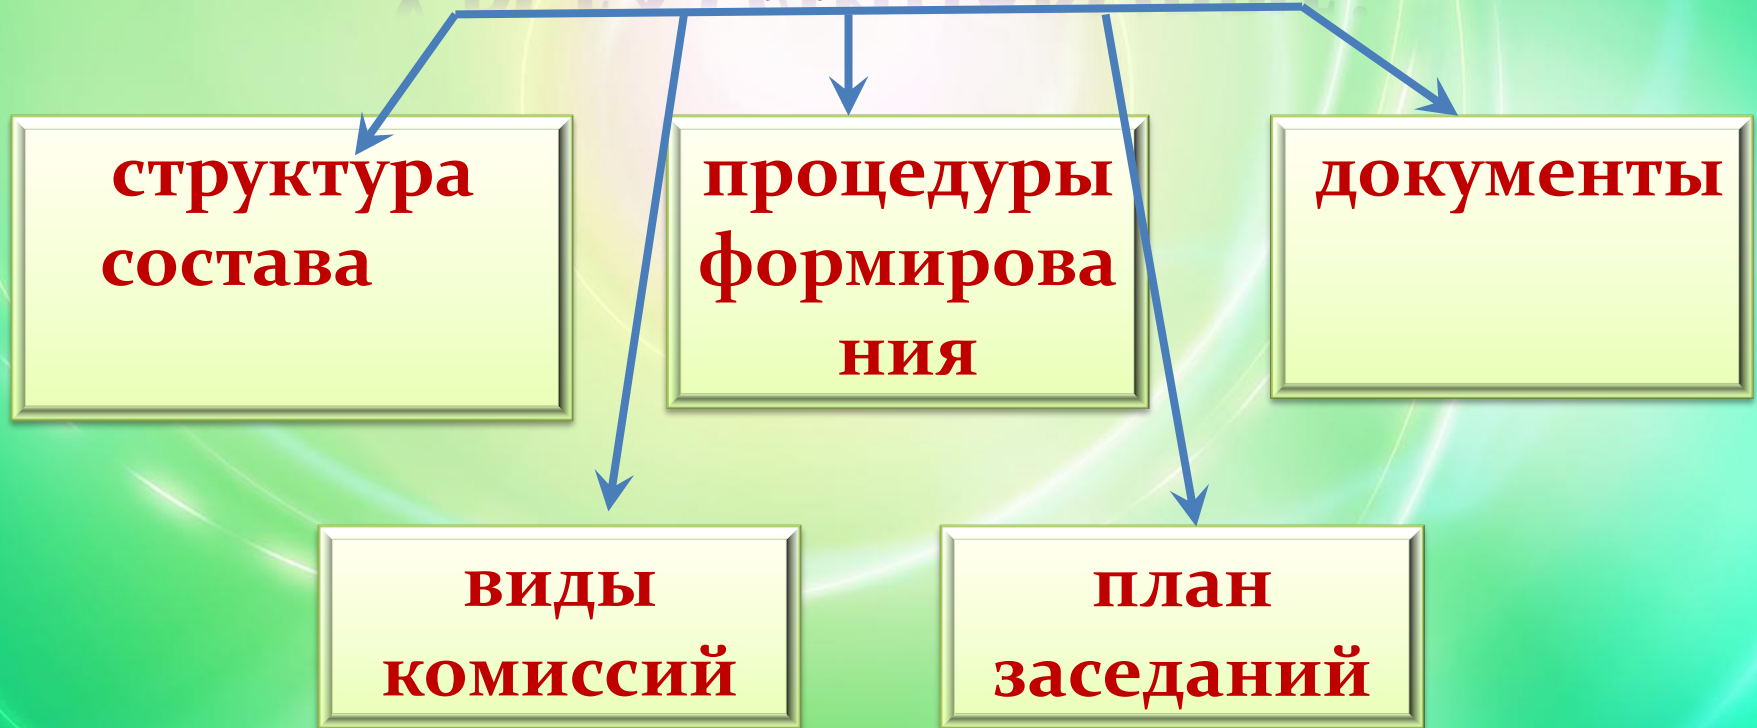 структура
состава
процедуры
формирова
ния
документы
виды
комиссий
план
заседаний